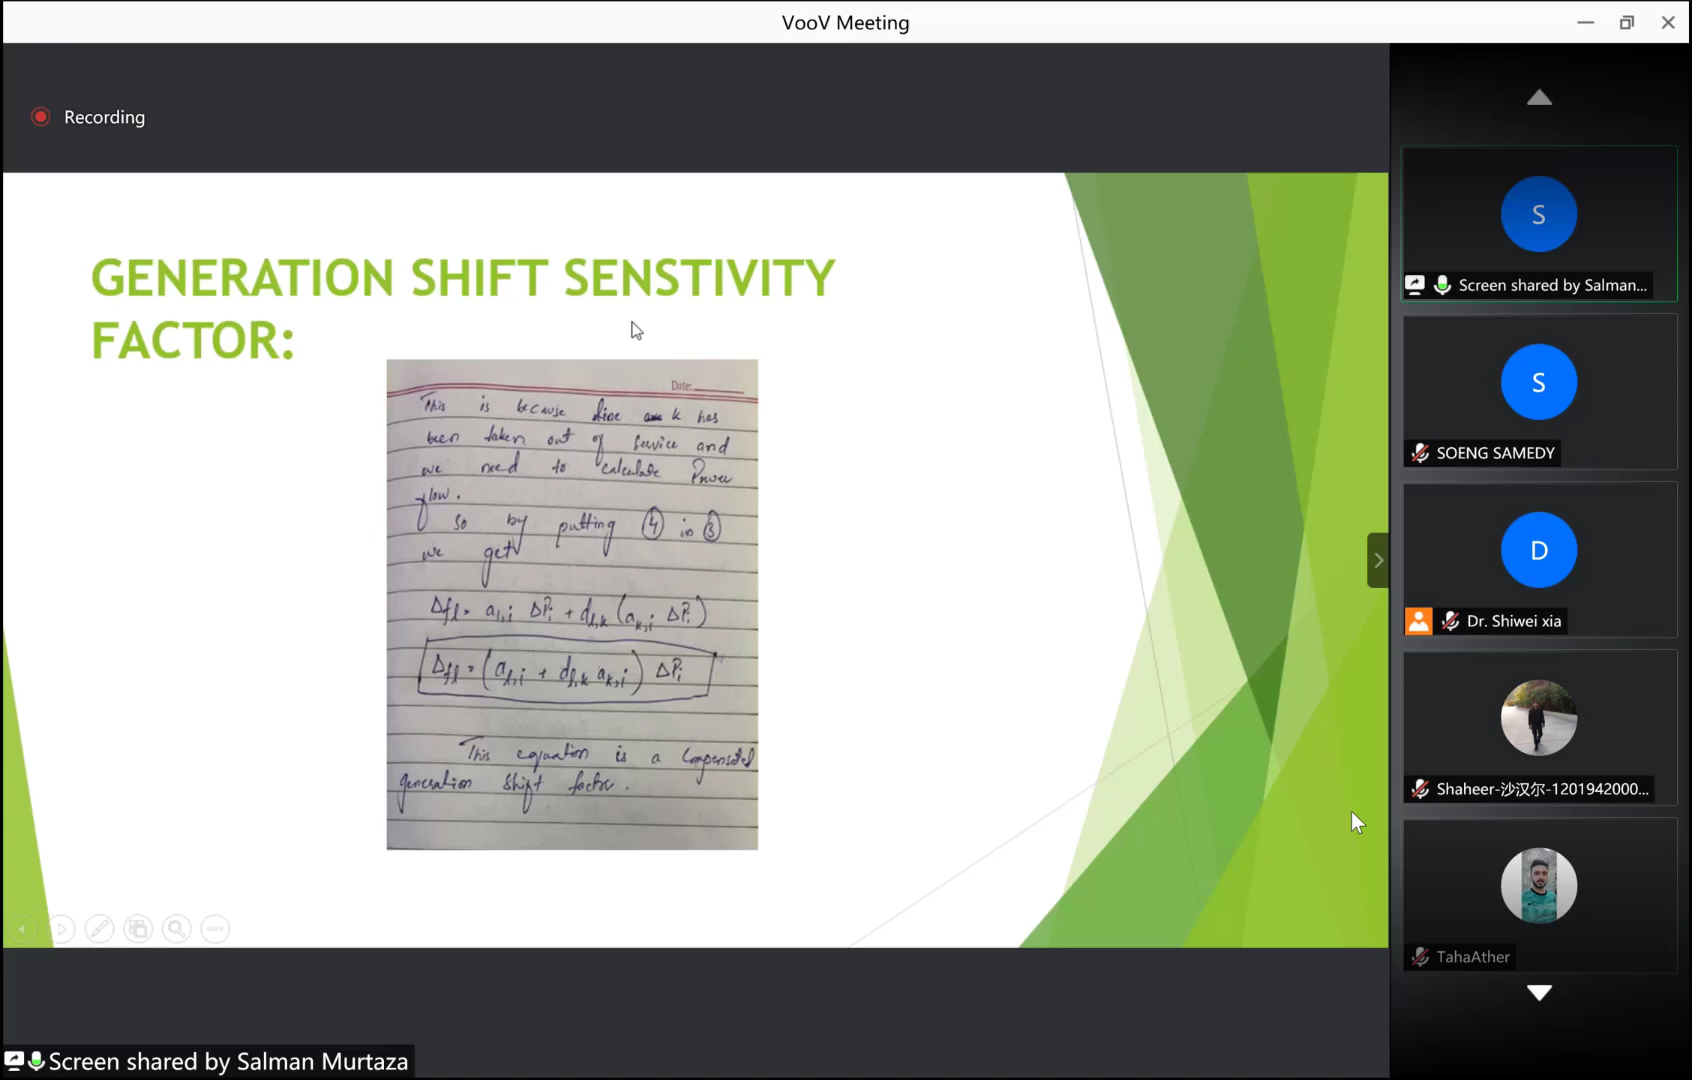 VooV Meeting
Recording
GENERATION SHIFT SENSTIVITY
FACTOR:
Date:
This is because line k has
been taken out of service and
we need to calculate Power
flow.
so by putting ④ in ③
we get
Δfl = al,i ΔPi + dl,k (ak,i ΔPi)
Δfl = (al,i + dl,k ak,i) ΔPi
This equation is a Compensated
generation shift factor.
S
Screen shared by Salman...
S
SOENG SAMEDY
D
Dr. Shiwei xia
Shaheer-沙汉尔-1201942000...
TahaAther
Screen shared by Salman Murtaza